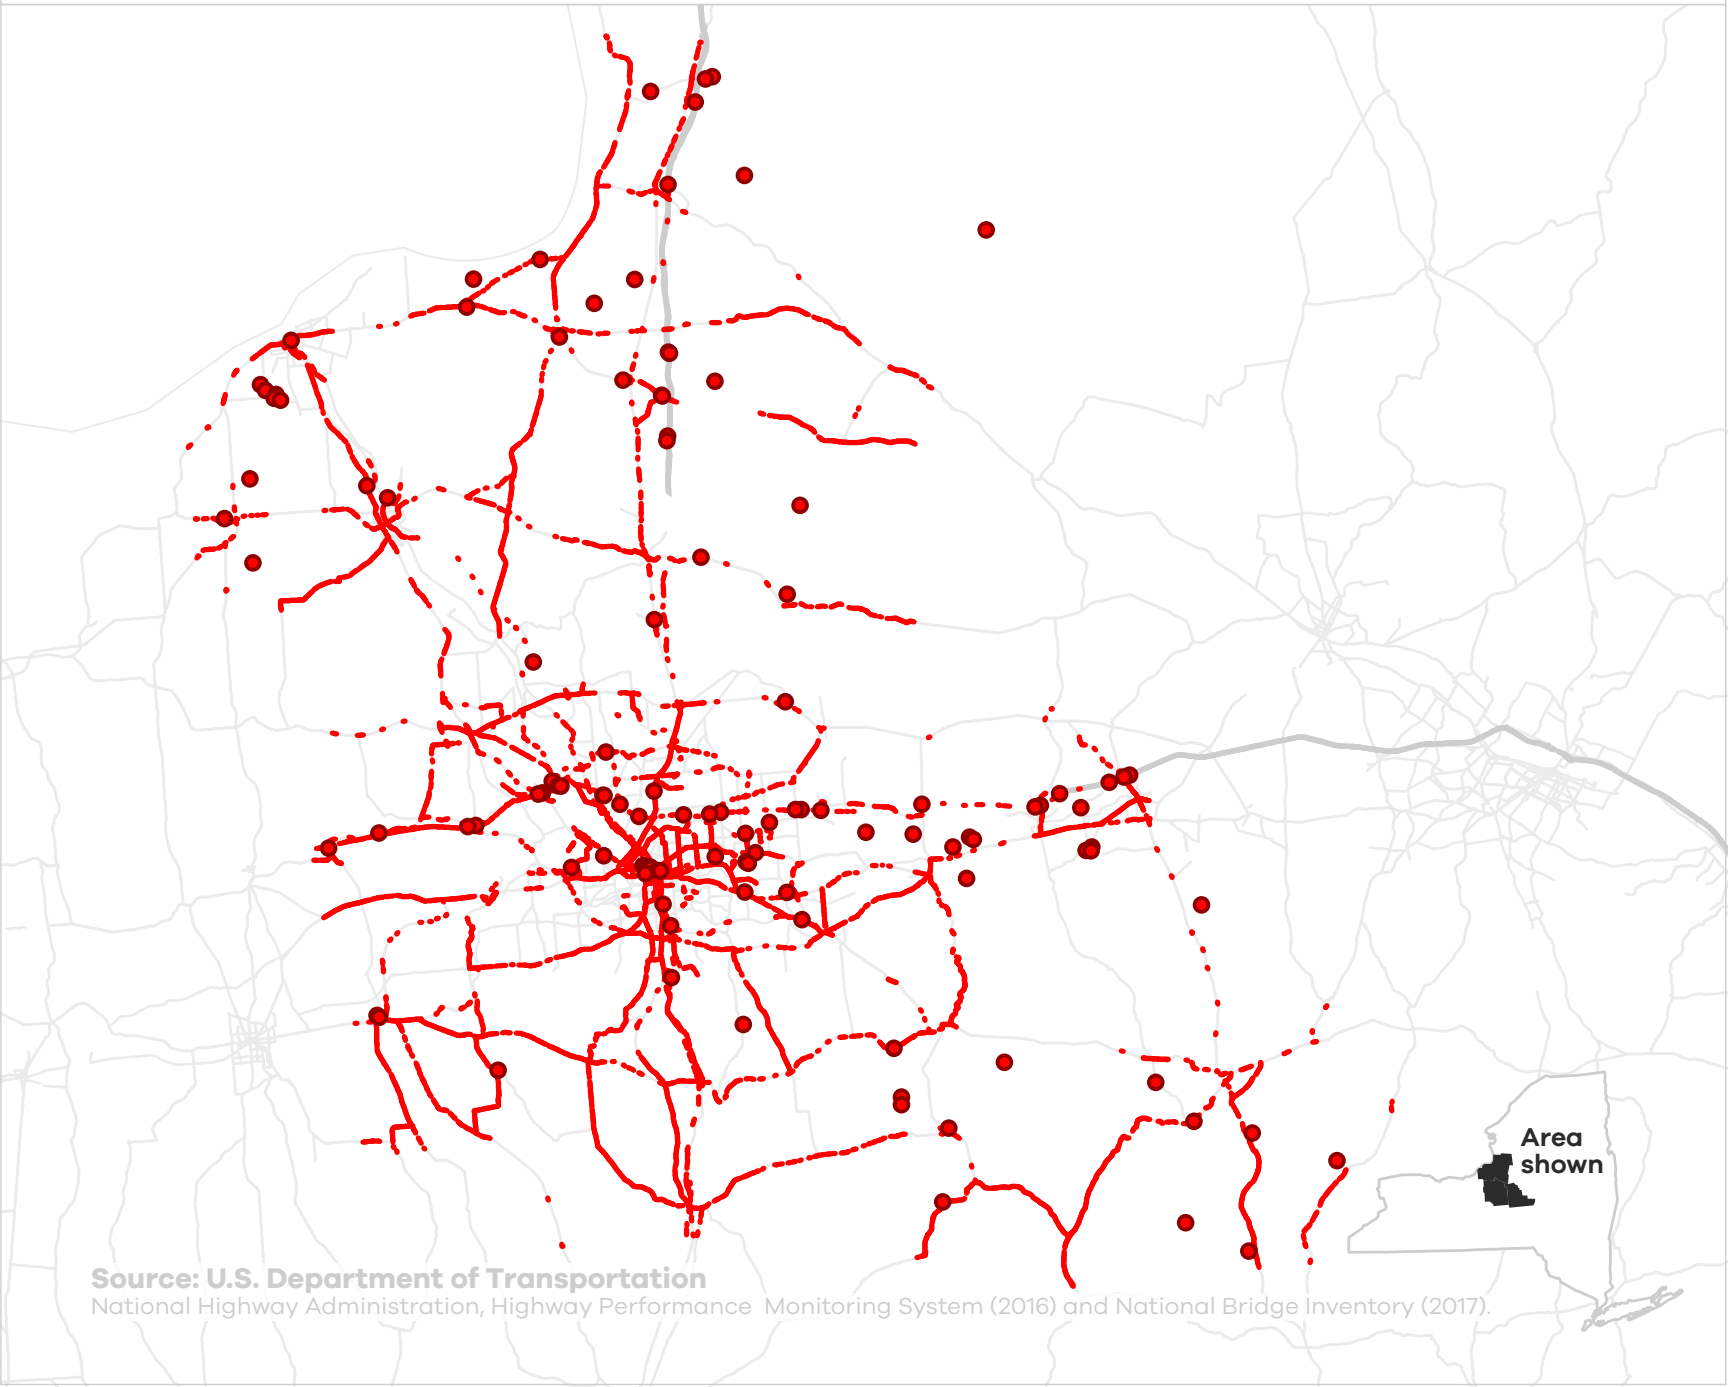 Area
shown
Source: U.S. Department of Transportation
National Highway Administration, Highway Performance  Monitoring System (2016) and National Bridge Inventory (2017).